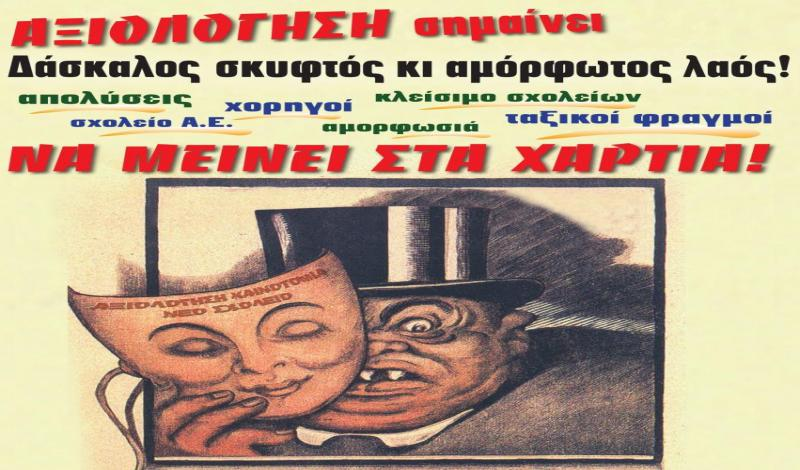 ΑΞΙΟΛΟΓΗΣΗ σημαίνει
Δάσκαλος σκυφτός κι αμόρφωτος λαός!
απολύσεις χορηγοί κλείσιμο σχολείων
σχολείο Α.Ε. αμορφωσιά ταξικοί φραγμοί
ΝΑ ΜΕΙΝΕΙ ΣΤΑ ΧΑΡΤΙΑ!
ΑΞΙΟΛΟΓΗΣΗ ΚΑΙΝΟΤΟΜΙΑ
ΝΕΟ ΣΧΟΛΕΙΟ